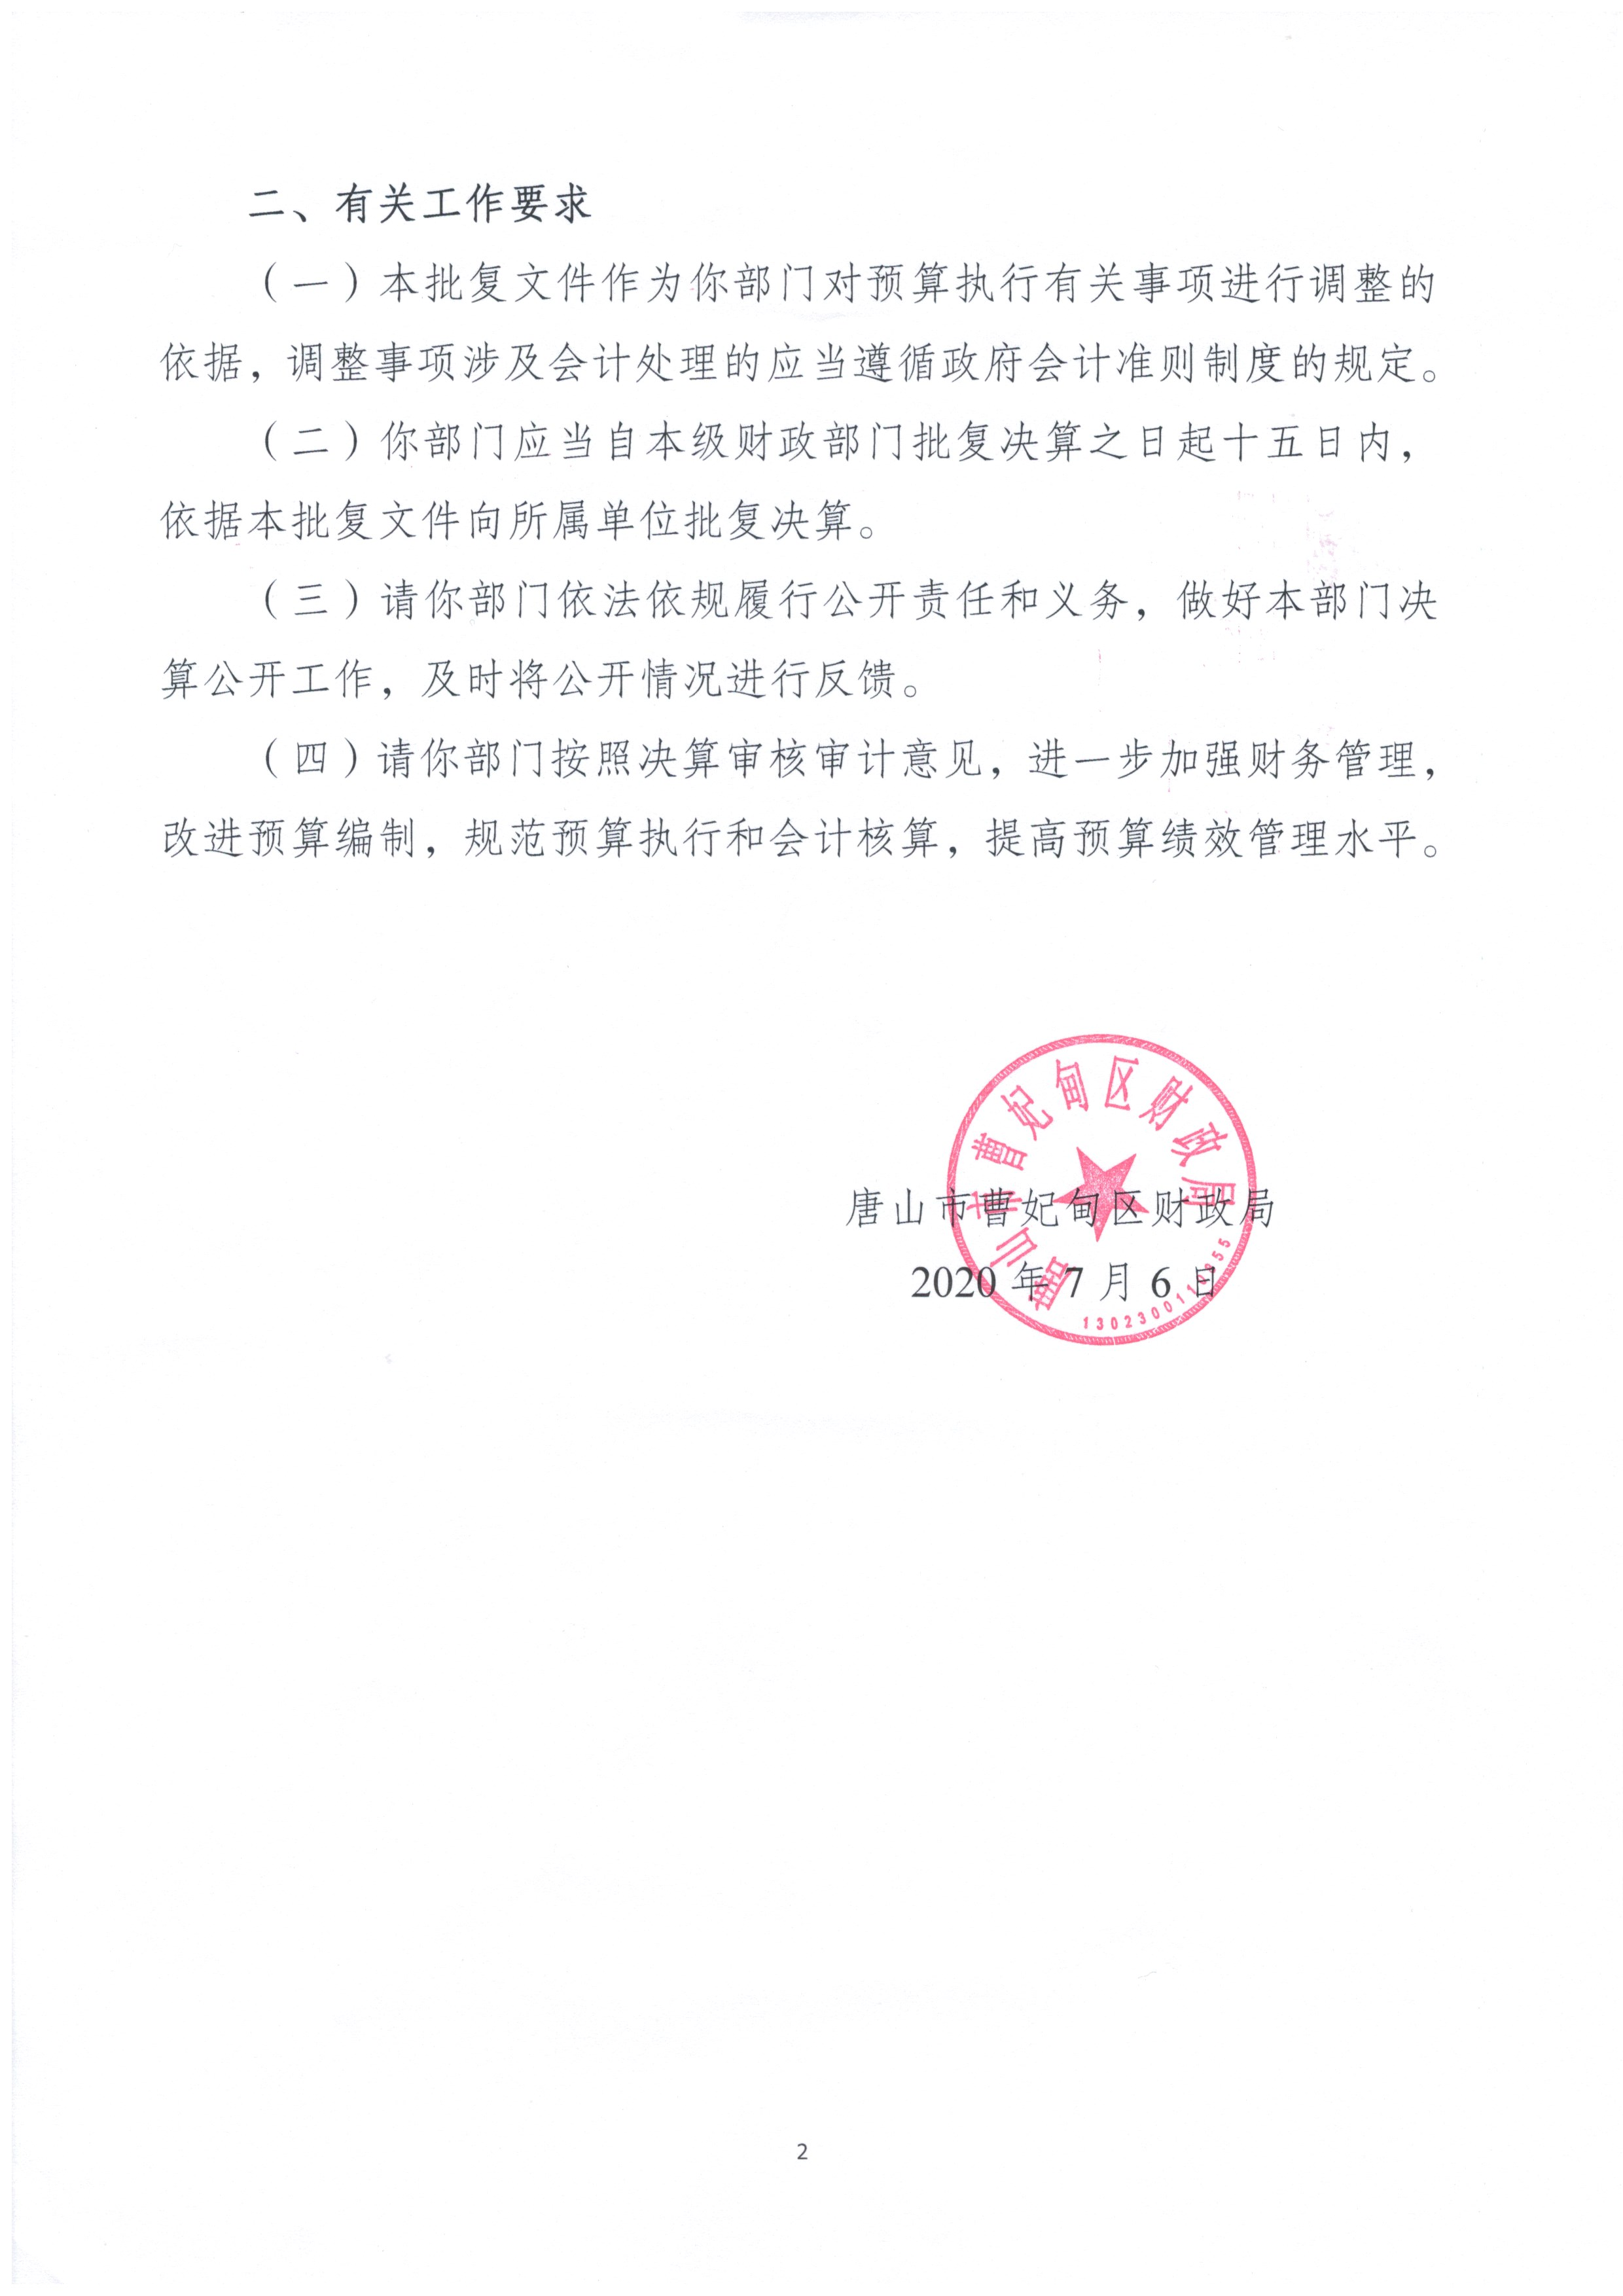 二、有关工作要求
（一）本批复文件作为你部门对预算执行有关事项进行调整的
依据，调整事项涉及会计处理的应当遵循政府会计准则制度的规定。
（二）你部门应当自本级财政部门批复决算之日起十五日内，
依据本批复文件向所属单位批复决算。
（三）请你部门依法依规履行公开责任和义务，做好本部门决
算公开工作，及时将公开情况进行反馈。
（四）请你部门按照决算审核审计意见，进一步加强财务管理，
改进预算编制，规范预算执行和会计核算，提高预算绩效管理水平。
唐山市曹妃甸区财政局
唐山市曹妃甸区财政局
2020 年 7 月 6 日
2